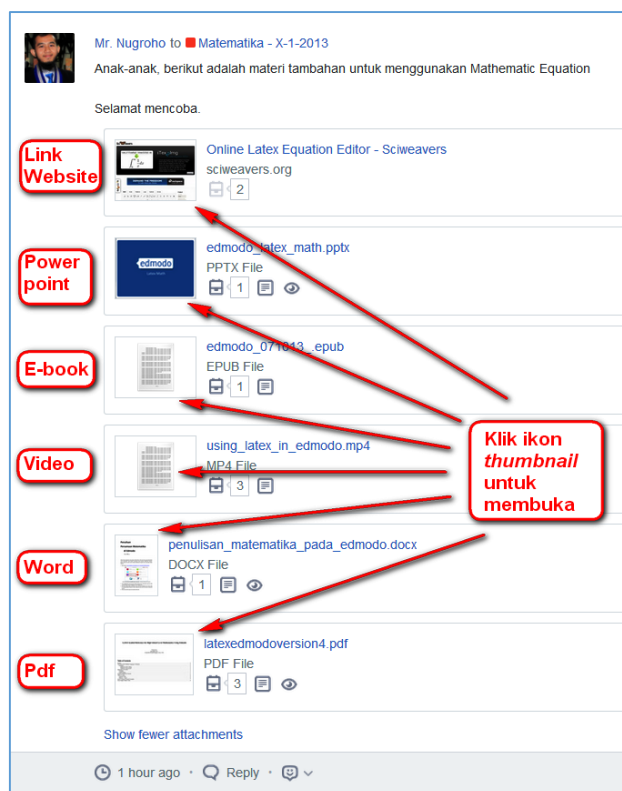 Mr. Nugroho to Matematika - X-1-2013
Anak-anak, berikut adalah materi tambahan untuk menggunakan Mathematic Equation
Selamat mencoba.
Link
Website
Online Latex Equation Editor - Sciweavers
sciweavers.org
2
Power
point
edmodo
edmodo_latex_math.pptx
PPTX File
1
E-book
edmodo_071013_.epub
EPUB File
1
Klik ikon
thumbnail
untuk
membuka
Video
using_latex_in_edmodo.mp4
MP4 File
3
Word
penulisan_matematika_pada_edmodo.docx
DOCX File
1
Pdf
latexedmodoversion4.pdf
PDF File
3
Show fewer attachments
1 hour ago · Reply ·